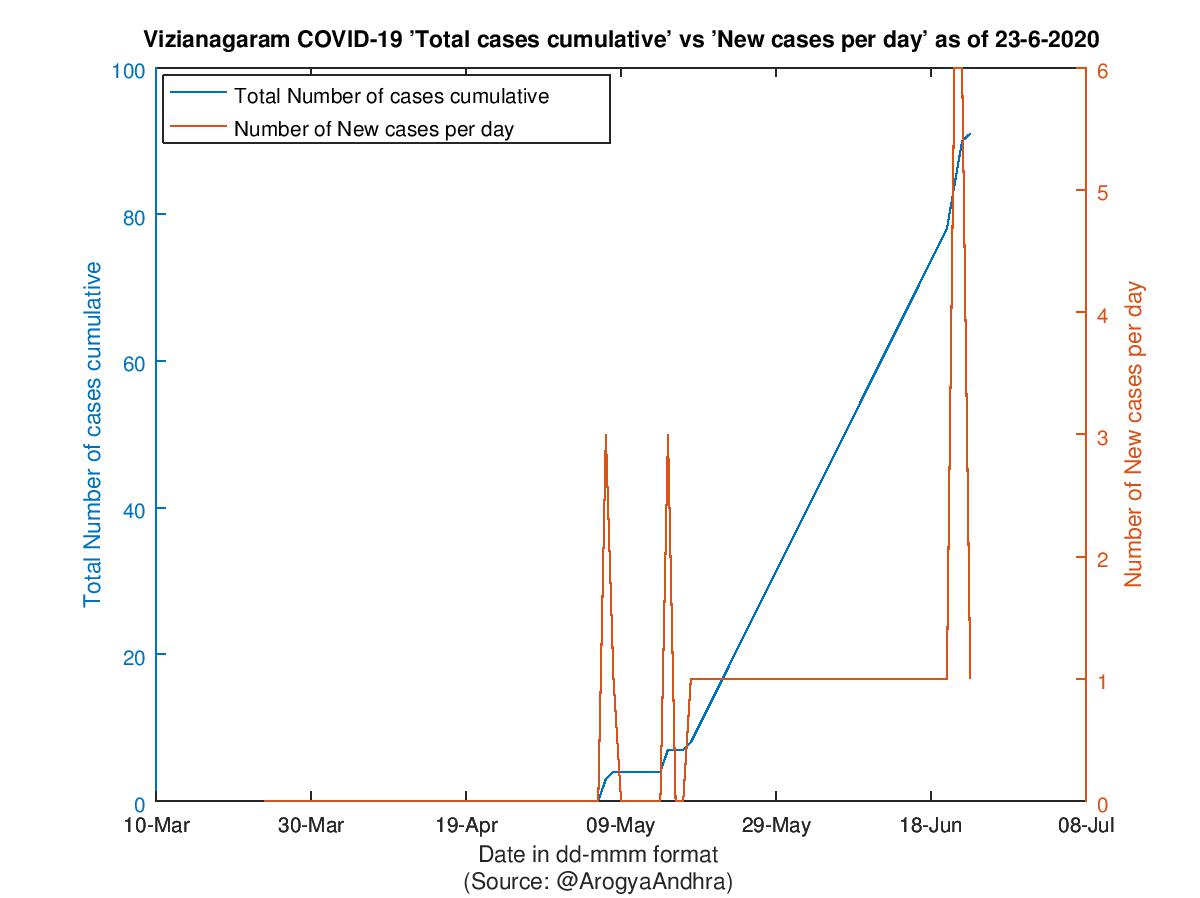 Vizianagaram COVID-19 ’Total cases cumulative’ vs ’New cases per day’ as of 23-6-2020
Total Number of cases cumulative
Number of New cases per day
100
80
60
40
20
0
Total Number of cases cumulative
6
5
4
3
2
1
0
Number of New cases per day
10-Mar 30-Mar 19-Apr 09-May 29-May 18-Jun 08-Jul
Date in dd-mmm format
(Source: @ArogyaAndhra)